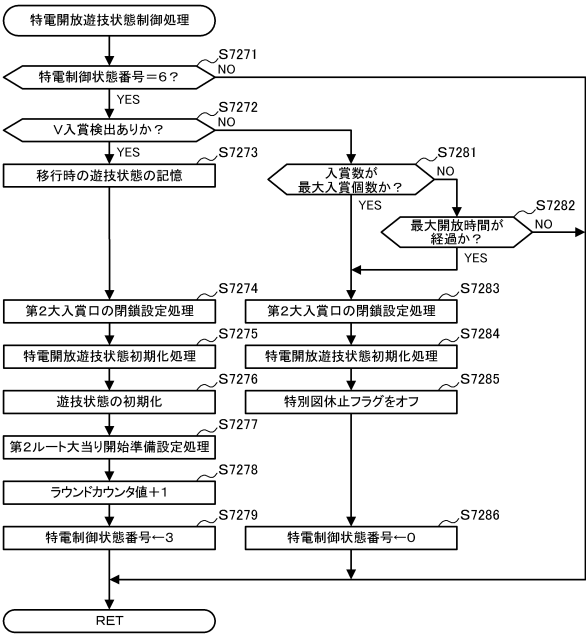 特電開放遊技状態制御処理
S7271
特電制御状態番号＝6？
NO
YES
S7272
V入賞検出ありか？
NO
YES
S7273
移行時の遊技状態の記憶
S7281
入賞数が
最大入賞個数か？
NO
YES
S7282
最大開放時間が
経過か？
NO
YES
S7274
第2大入賞口の閉鎖設定処理
S7275
特電開放遊技状態初期化処理
S7276
遊技状態の初期化
S7277
第2ルート大当り開始準備設定処理
S7278
ラウンドカウンタ値＋1
S7279
特電制御状態番号←3
S7283
第2大入賞口の閉鎖設定処理
S7284
特電開放遊技状態初期化処理
S7285
特別図休止フラグをオフ
S7286
特電制御状態番号←0
RET